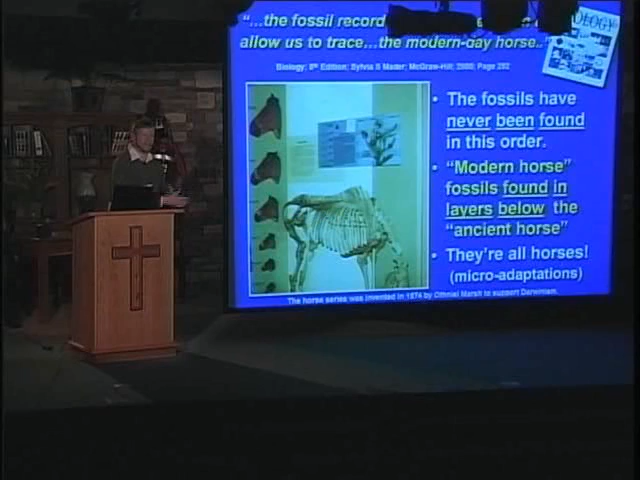 "...the fossil record
allow us to trace...the modern-day horse."
Biology; 8th Edition; Sylvia S Mader; McGraw-Hill; 2000; Page 292
• The fossils have
never been found
in this order.
• "Modern horse"
fossils found in
layers below the
"ancient horse"
• They're all horses!
(micro-adaptations)
The horse series was invented in 1874 by Othniel Marsh to support Darwinism.